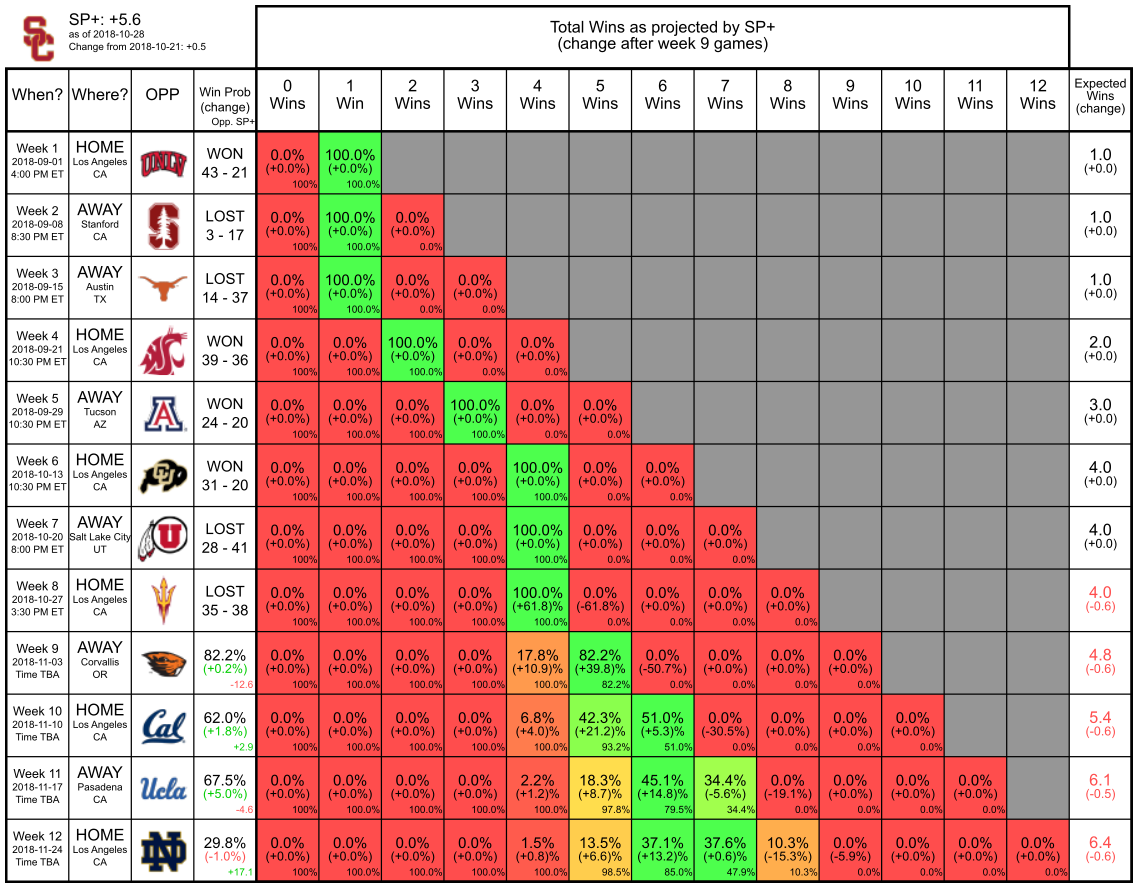 SC
SP+: +5.6
as of 2018-10-28
Change from 2018-10-21: +0.5
Total Wins as projected by SP+
(change after week 9 games)
When? Where? OPP Win Prob (change) Opp. SP+ 0 Wins 1 Win 2 Wins 3 Wins 4 Wins 5 Wins 6 Wins 7 Wins 8 Wins 9 Wins 10 Wins 11 Wins 12 Wins Expected Wins (change)
Week 1 HOME WON 0.0% 100.0% 1.0
2018-09-01 Los Angeles UNLV (+0.0%) (+0.0%) (+0.0)
4:00 PM ET CA 43 - 21 100% 100.0%
Week 2 AWAY LOST 0.0% 100.0% 0.0% 1.0
2018-09-08 Stanford S (+0.0%) (+0.0%) (+0.0%) (+0.0)
8:30 PM ET CA 3 - 17 100% 100.0% 0.0%
Week 3 AWAY LOST 0.0% 100.0% 0.0% 0.0% 1.0
2018-09-15 Austin (+0.0%) (+0.0%) (+0.0%) (+0.0%) (+0.0)
8:00 PM ET TX 14 - 37 100% 100.0% 0.0% 0.0%
Week 4 HOME WON 0.0% 0.0% 100.0% 0.0% 0.0% 2.0
2018-09-21 Los Angeles (+0.0%) (+0.0%) (+0.0%) (+0.0%) (+0.0%) (+0.0)
10:30 PM ET CA 39 - 36 100% 100.0% 100.0% 0.0% 0.0%
Week 5 AWAY WON 0.0% 0.0% 0.0% 100.0% 0.0% 0.0% 3.0
2018-09-29 Tucson A (+0.0%) (+0.0%) (+0.0%) (+0.0%) (+0.0%) (+0.0%) (+0.0)
10:30 PM ET AZ 24 - 20 100% 100.0% 100.0% 100.0% 0.0% 0.0%
Week 6 HOME WON 0.0% 0.0% 0.0% 0.0% 100.0% 0.0% 0.0% 4.0
2018-10-13 Los Angeles CU (+0.0%) (+0.0%) (+0.0%) (+0.0%) (+0.0%) (+0.0%) (+0.0%) (+0.0)
10:30 PM ET CA 31 - 20 100% 100.0% 100.0% 100.0% 100.0% 0.0% 0.0%
Week 7 AWAY LOST 0.0% 0.0% 0.0% 0.0% 100.0% 0.0% 0.0% 0.0% 4.0
2018-10-20 Salt Lake City U (+0.0%) (+0.0%) (+0.0%) (+0.0%) (+0.0%) (+0.0%) (+0.0%) (+0.0%) (+0.0)
8:00 PM ET UT 28 - 41 100% 100.0% 100.0% 100.0% 100.0% 0.0% 0.0% 0.0%
Week 8 HOME LOST 0.0% 0.0% 0.0% 0.0% 100.0% 0.0% 0.0% 0.0% 0.0% 4.0
2018-10-27 Los Angeles (+0.0%) (+0.0%) (+0.0%) (+0.0%) (+61.8)% (-61.8%) (+0.0%) (+0.0%) (+0.0%) (-0.6)
3:30 PM ET CA 35 - 38 100% 100.0% 100.0% 100.0% 100.0% 0.0% 0.0% 0.0% 0.0%
Week 9 AWAY 82.2% 0.0% 0.0% 0.0% 0.0% 17.8% 82.2% 0.0% 0.0% 0.0% 0.0% 4.8
2018-11-03 Corvallis (+0.2%) (+0.0%) (+0.0%) (+0.0%) (+0.0%) (+10.9)% (+39.8)% (-50.7%) (+0.0%) (+0.0%) (+0.0%) (-0.6)
Time TBA OR -12.6 100% 100.0% 100.0% 100.0% 100.0% 82.2% 0.0% 0.0% 0.0% 0.0%
Week 10 HOME 62.0% 0.0% 0.0% 0.0% 0.0% 6.8% 42.3% 51.0% 0.0% 0.0% 0.0% 0.0% 5.4
2018-11-10 Los Angeles Cal (+1.8%) (+0.0%) (+0.0%) (+0.0%) (+0.0%) (+4.0)% (+21.2)% (+5.3)% (-30.5%) (+0.0%) (+0.0%) (+0.0%) (-0.6)
Time TBA CA +2.9 100% 100.0% 100.0% 100.0% 100.0% 93.2% 51.0% 0.0% 0.0% 0.0% 0.0%
Week 11 AWAY 67.5% 0.0% 0.0% 0.0% 0.0% 2.2% 18.3% 45.1% 34.4% 0.0% 0.0% 0.0% 0.0% 6.1
2018-11-17 Pasadena Ucla (+5.0%) (+0.0%) (+0.0%) (+0.0%) (+0.0%) (+1.2)% (+8.7)% (+14.8)% (-5.6)% (-19.1)% (+0.0%) (+0.0%) (+0.0%) (-0.5)
Time TBA CA -4.6 100% 100.0% 100.0% 100.0% 100.0% 97.8% 79.5% 34.4% 0.0% 0.0% 0.0% 0.0%
Week 12 HOME 29.8% 0.0% 0.0% 0.0% 0.0% 1.5% 13.5% 37.1% 37.6% 10.3% 0.0% 0.0% 0.0% 0.0% 6.4
2018-11-24 Los Angeles ND (-1.0%) (+0.0%) (+0.0%) (+0.0%) (+0.0%) (+0.8)% (+6.6)% (+13.2)% (+0.6)% (-15.3)% (-5.9%) (+0.0%) (+0.0%) (+0.0%) (-0.6)
Time TBA CA +17.1 100% 100.0% 100.0% 100.0% 100.0% 98.5% 85.0% 47.9% 10.3% 0.0% 0.0% 0.0% 0.0%